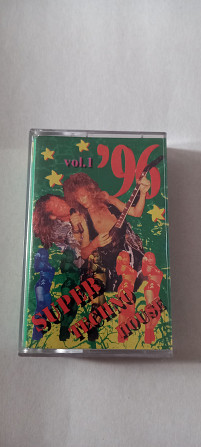 vol.1 '96
SUPER
TECHNO
HOUSE